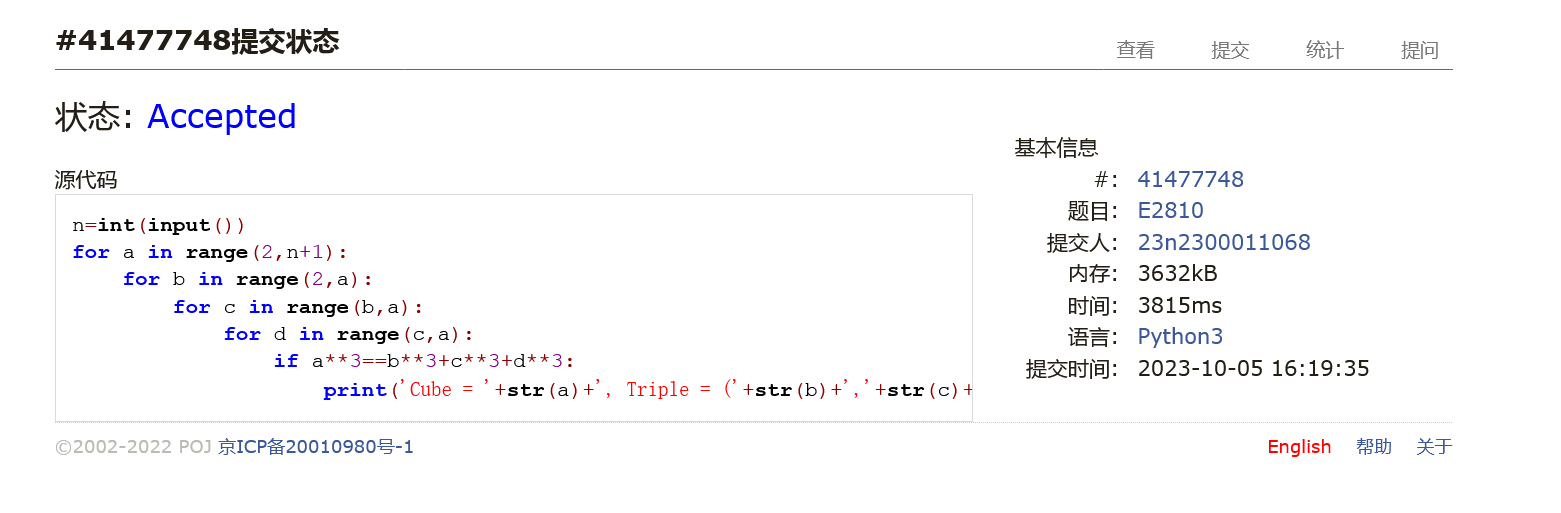 #41477748提交状态
查看 提交 统计 提问
状态: Accepted
源代码
n=int(input())
for a in range(2,n+1):
    for b in range(2,a):
        for c in range(b,a):
            for d in range(c,a):
                if a**3==b**3+c**3+d**3:
                    print('Cube = '+str(a)+', Triple = ('+str(b)+','+str(c)+
基本信息
#: 41477748
题目: E2810
提交人: 23n2300011068
内存: 3632kB
时间: 3815ms
语言: Python3
提交时间: 2023-10-05 16:19:35
©2002-2022 POJ 京ICP备20010980号-1
English 帮助 关于